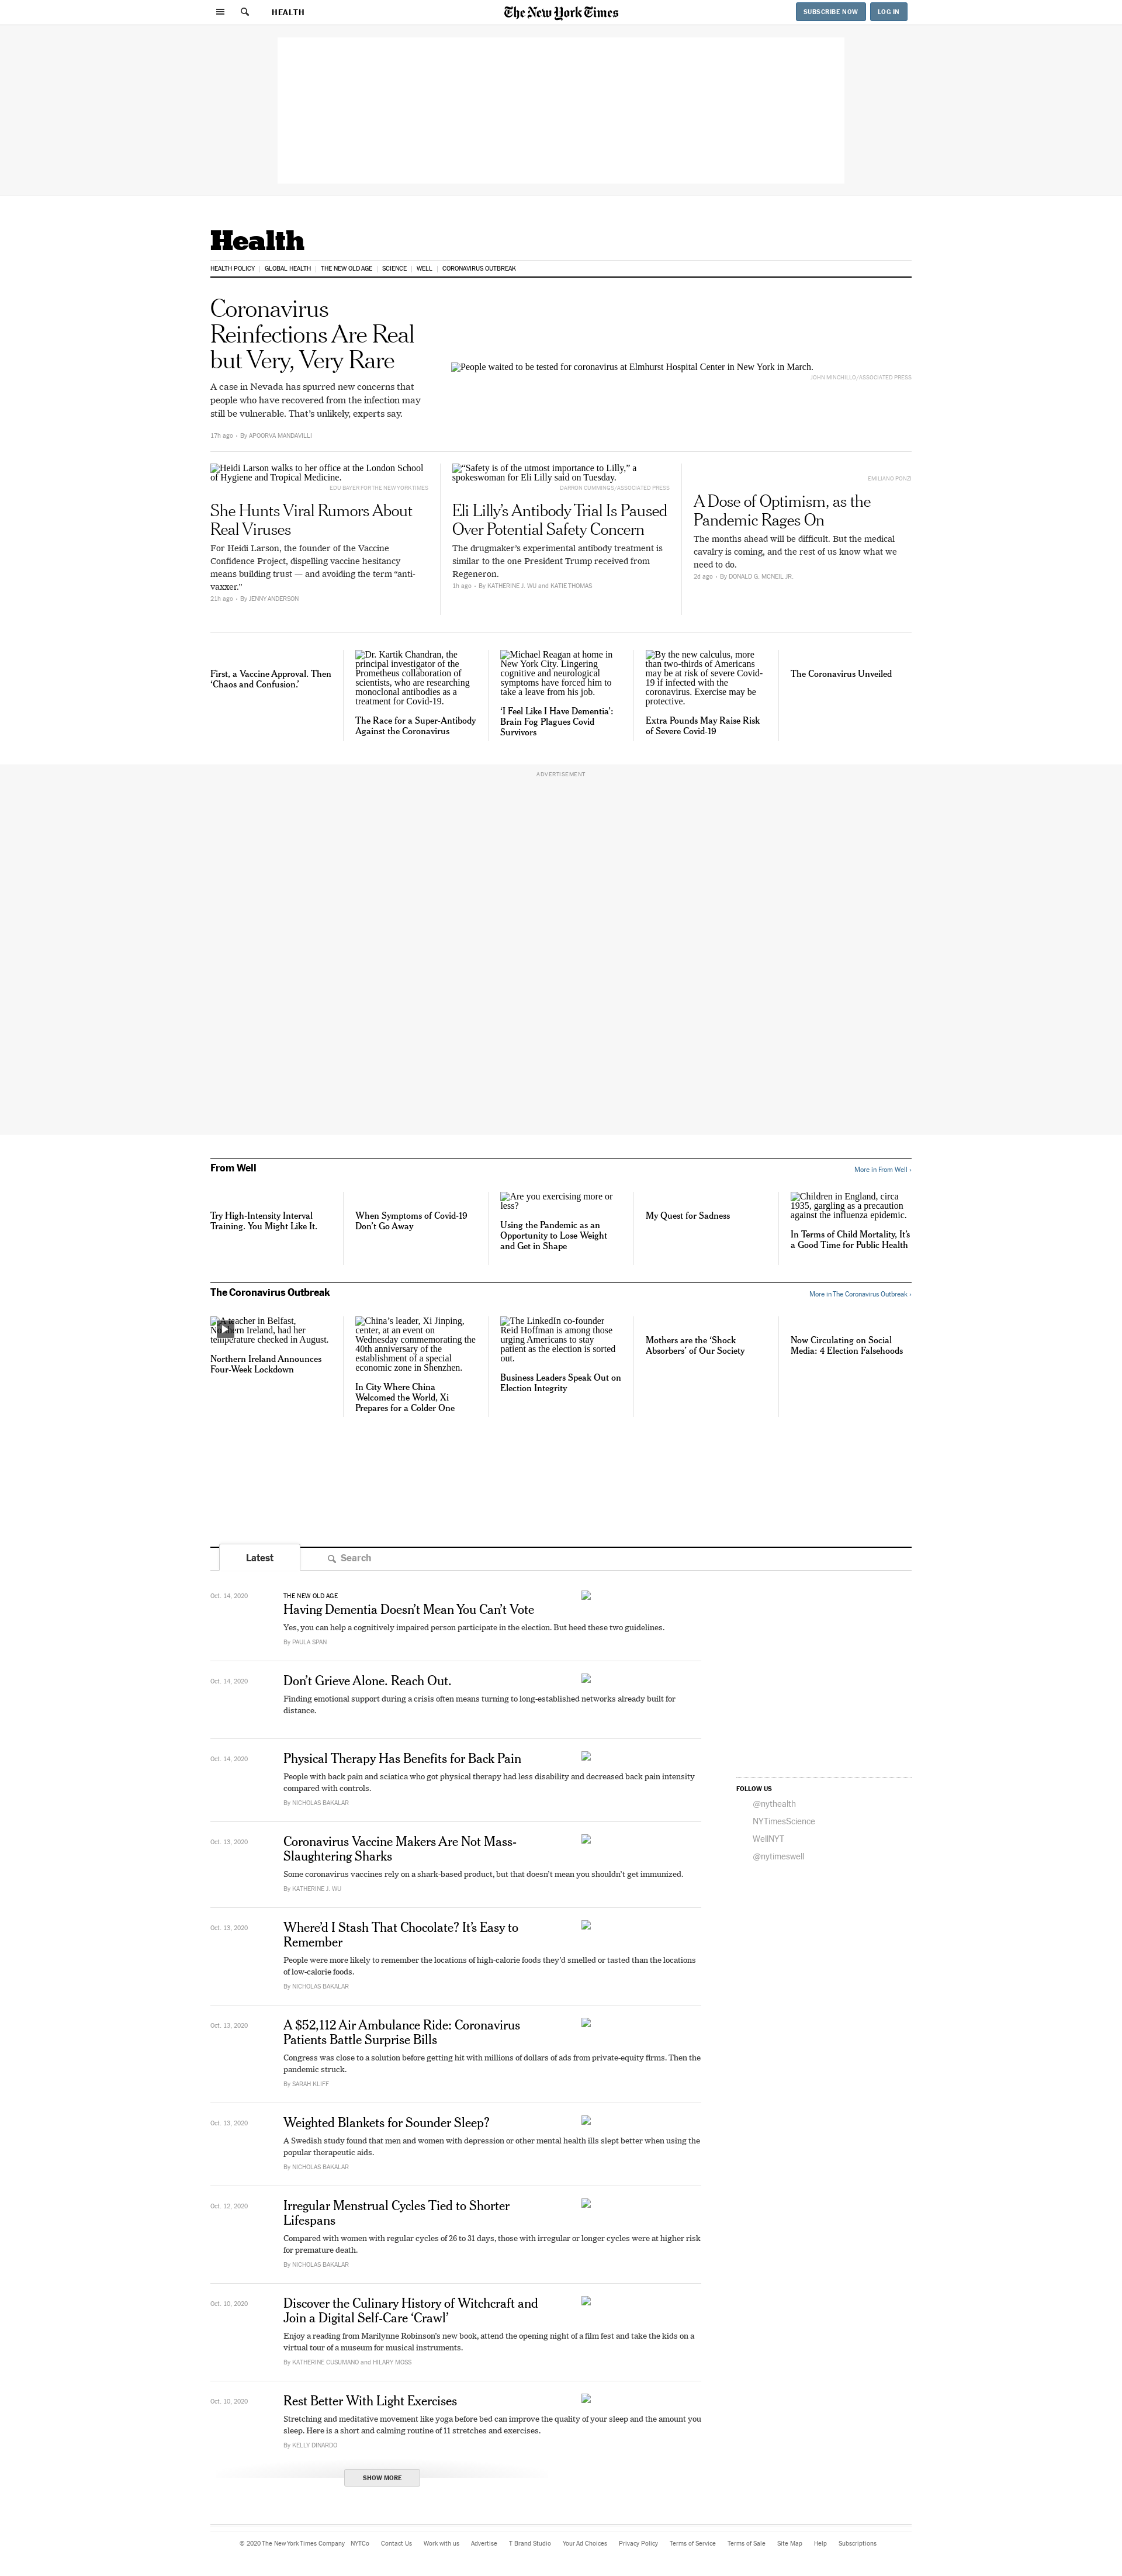 HEALTH
The New York Times
SUBSCRIBE NOW
LOG IN
Health
HEALTH POLICY
GLOBAL HEALTH
THE NEW OLD AGE
SCIENCE
WELL
CORONAVIRUS OUTBREAK
Coronavirus
Reinfections Are Real
but Very, Very Rare
A case in Nevada has spurred new concerns that
people who have recovered from the infection may
still be vulnerable. That’s unlikely, experts say.
17h ago • By APOORVA MANDAVILLI
People waited to be tested for coronavirus at Elmhurst Hospital Center in New York in March.
JOHN MINCHILLO/ASSOCIATED PRESS
Heidi Larson walks to her office at the London School
of Hygiene and Tropical Medicine.
EDU BAYER FOR THE NEW YORK TIMES
She Hunts Viral Rumors About
Real Viruses
For Heidi Larson, the founder of the Vaccine
Confidence Project, dispelling vaccine hesitancy
means building trust — and avoiding the term “anti-
vaxxer.”
21h ago • By JENNY ANDERSON
“Safety is of the utmost importance to Lilly,” a
spokeswoman for Eli Lilly said on Tuesday.
DARRON CUMMINGS/ASSOCIATED PRESS
Eli Lilly’s Antibody Trial Is Paused
Over Potential Safety Concern
The drugmaker’s experimental antibody treatment is
similar to the one President Trump received from
Regeneron.
1h ago • By KATHERINE J. WU and KATIE THOMAS
EMILIANO PONZI
A Dose of Optimism, as the
Pandemic Rages On
The months ahead will be difficult. But the medical
cavalry is coming, and the rest of us know what we
need to do.
2d ago • By DONALD G. MCNEIL JR.
First, a Vaccine Approval. Then
‘Chaos and Confusion.’
Dr. Kartik Chandran, the
principal investigator of the
Prometheus collaboration of
scientists, who are researching
monoclonal antibodies as a
treatment for Covid-19.
The Race for a Super-Antibody
Against the Coronavirus
Michael Reagan at home in
New York City. Lingering
cognitive and neurological
symptoms have forced him to
take a leave from his job.
‘I Feel Like I Have Dementia’:
Brain Fog Plagues Covid
Survivors
By the new calculus, more
than two-thirds of Americans
may be at risk of severe Covid-
19 if infected with the
coronavirus. Exercise may be
protective.
Extra Pounds May Raise Risk
of Severe Covid-19
The Coronavirus Unveiled
ADVERTISEMENT
From Well
More in From Well ›
Try High-Intensity Interval
Training. You Might Like It.
When Symptoms of Covid-19
Don’t Go Away
Are you exercising more or
less?
Using the Pandemic as an
Opportunity to Lose Weight
and Get in Shape
My Quest for Sadness
Children in England, circa
1935, gargling as a precaution
against the influenza epidemic.
In Terms of Child Mortality, It’s
a Good Time for Public Health
The Coronavirus Outbreak
More in The Coronavirus Outbreak ›
A teacher in Belfast,
Northern Ireland, had her
temperature checked in August.
Northern Ireland Announces
Four-Week Lockdown
China’s leader, Xi Jinping,
center, at an event on
Wednesday commemorating the
40th anniversary of the
establishment of a special
economic zone in Shenzhen.
In City Where China
Welcomed the World, Xi
Prepares for a Colder One
The LinkedIn co-founder
Reid Hoffman is among those
urging Americans to stay
patient as the election is sorted
out.
Business Leaders Speak Out on
Election Integrity
Mothers are the ‘Shock
Absorbers’ of Our Society
Now Circulating on Social
Media: 4 Election Falsehoods
Latest
Search
Oct. 14, 2020
THE NEW OLD AGE
Having Dementia Doesn’t Mean You Can’t Vote
Yes, you can help a cognitively impaired person participate in the election. But heed these two guidelines.
By PAULA SPAN
Oct. 14, 2020
Don’t Grieve Alone. Reach Out.
Finding emotional support during a crisis often means turning to long-established networks already built for
distance.
Oct. 14, 2020
Physical Therapy Has Benefits for Back Pain
People with back pain and sciatica who got physical therapy had less disability and decreased back pain intensity
compared with controls.
By NICHOLAS BAKALAR
Oct. 13, 2020
Coronavirus Vaccine Makers Are Not Mass-
Slaughtering Sharks
Some coronavirus vaccines rely on a shark-based product, but that doesn’t mean you shouldn’t get immunized.
By KATHERINE J. WU
Oct. 13, 2020
Where’d I Stash That Chocolate? It’s Easy to
Remember
People were more likely to remember the locations of high-calorie foods they’d smelled or tasted than the locations
of low-calorie foods.
By NICHOLAS BAKALAR
Oct. 13, 2020
A $52,112 Air Ambulance Ride: Coronavirus
Patients Battle Surprise Bills
Congress was close to a solution before getting hit with millions of dollars of ads from private-equity firms. Then the
pandemic struck.
By SARAH KLIFF
Oct. 13, 2020
Weighted Blankets for Sounder Sleep?
A Swedish study found that men and women with depression or other mental health ills slept better when using the
popular therapeutic aids.
By NICHOLAS BAKALAR
Oct. 12, 2020
Irregular Menstrual Cycles Tied to Shorter
Lifespans
Compared with women with regular cycles of 26 to 31 days, those with irregular or longer cycles were at higher risk
for premature death.
By NICHOLAS BAKALAR
Oct. 10, 2020
Discover the Culinary History of Witchcraft and
Join a Digital Self-Care ‘Crawl’
Enjoy a reading from Marilynne Robinson’s new book, attend the opening night of a film fest and take the kids on a
virtual tour of a museum for musical instruments.
By KATHERINE CUSUMANO and HILARY MOSS
Oct. 10, 2020
Rest Better With Light Exercises
Stretching and meditative movement like yoga before bed can improve the quality of your sleep and the amount you
sleep. Here is a short and calming routine of 11 stretches and exercises.
By KELLY DINARDO
SHOW MORE
FOLLOW US
@nythealth
NYTimesScience
WellNYT
@nytimeswell
© 2020 The New York Times Company NYTCo Contact Us Work with us Advertise T Brand Studio Your Ad Choices Privacy Policy Terms of Service Terms of Sale Site Map Help Subscriptions